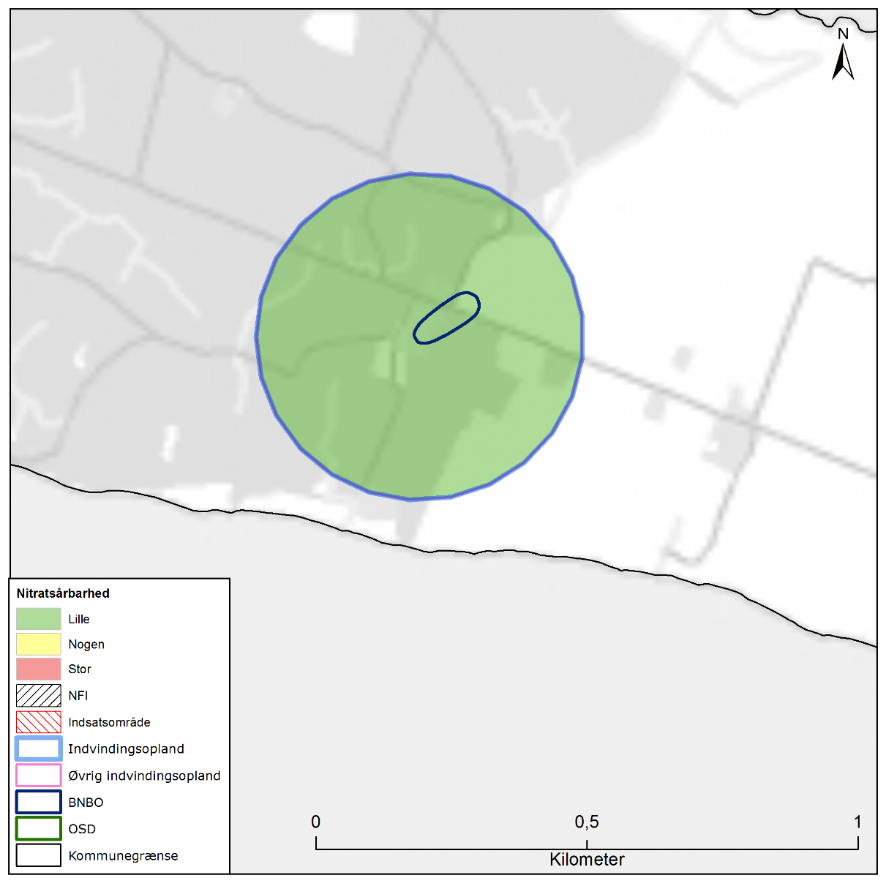 N
Nitratsårbarhed
Lille
Nogen
Stor
NFI
Indsatsområde
Indvindingsopland
Øvrig indvindingsopland
BNBO
OSD
Kommunegrænse
0 0,5 1
Kilometer